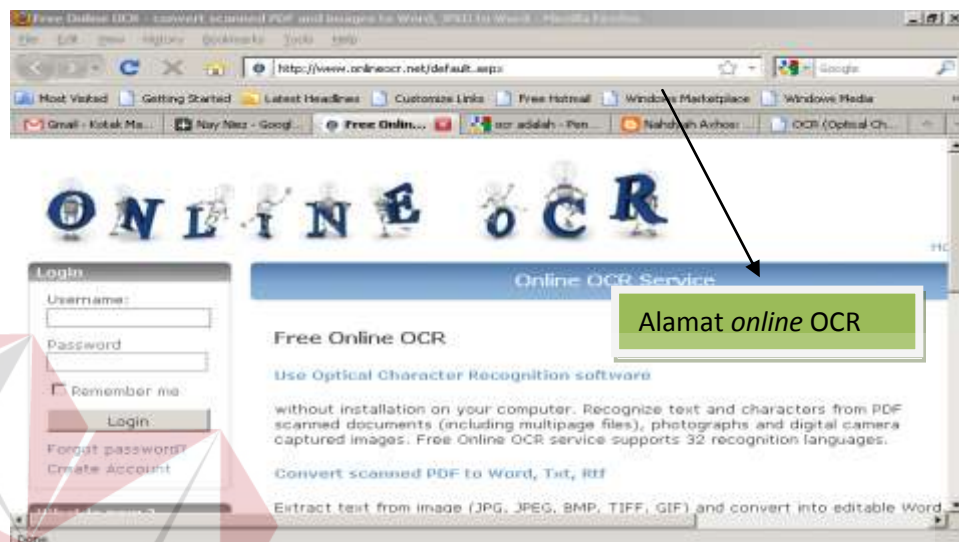 Free Online OCR - convert scanned PDF and images to Word, JPEG to Word - Mozilla Firefox
File Edit View History Bookmarks Tools Help
http://www.onlineocr.net/default.aspx
Google
Most Visited Getting Started Latest Headlines Customize Links Free Hotmail Windows Marketplace Windows Media
Gmail - Kotak Ma... Free Onlin... ocr adalah - Pen... OCR (Optical Ch...
ONLINE OCR
Login
Online OCR Service
Username:
Alamat online OCR
Password
Free Online OCR
Use Optical Character Recognition software
Remember me
without installation on your computer. Recognize text and characters from PDF
Login
scanned documents (including multipage files), photographs and digital camera
captured images. Free Online OCR service supports 32 recognition languages.
Forgot password?
Create Account
Convert scanned PDF to Word, Txt, Rtf
What is new?
Extract text from image (JPG, JPEG, BMP, TIFF, GIF) and convert into editable Word
Done